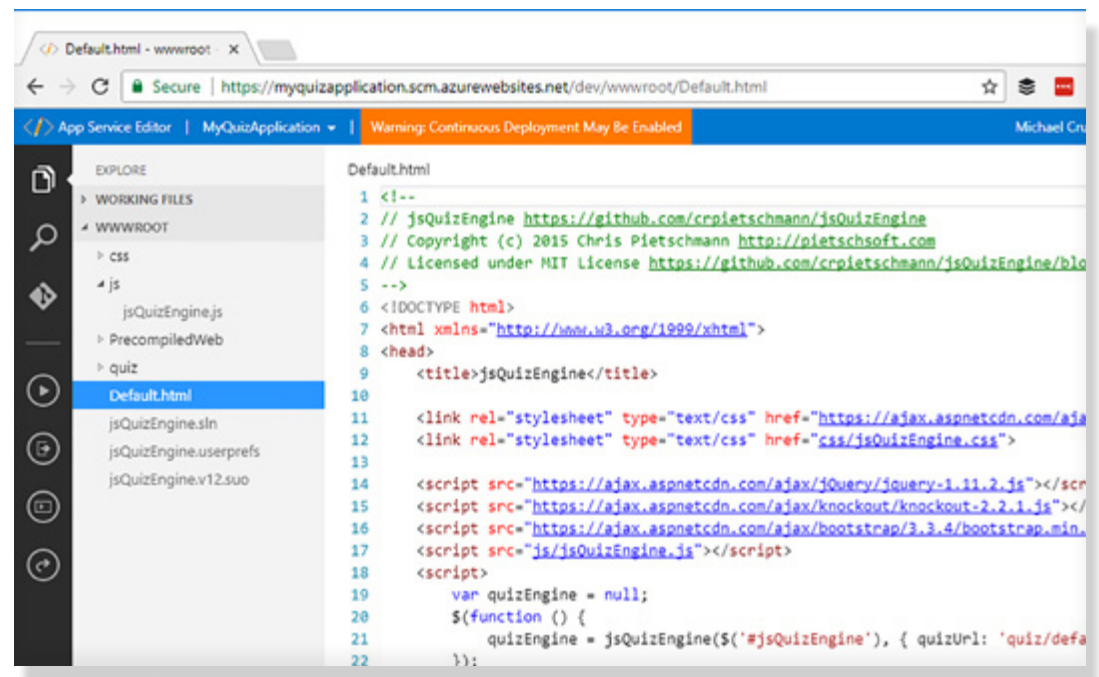 Default.html - wwwroot - X
Secure | https://myquizapplication.scm.azurewebsites.net/dev/wwwroot/Default.html
</> App Service Editor | MyQuizApplication | Warning: Continuous Deployment May Be Enabled Michael Cru
EXPLORE
WORKING FILES
WWWROOT
css
js
jsQuizEngine.js
PrecompiledWeb
quiz
Default.html
jsQuizEngine.sln
jsQuizEngine.userprefs
jsQuizEngine.v12.suo
Default.html
1 <!--
2 // jsQuizEngine https://github.com/crpietschmann/jsQuizEngine
3 // Copyright (c) 2015 Chris Pietschmann http://pietschsoft.com
4 // Licensed under MIT License https://github.com/crpietschmann/jsQuizEngine/blo
5 -->
6 <!DOCTYPE html>
7 <html xmlns="http://www.w3.org/1999/xhtml">
8 <head>
9 <title>jsQuizEngine</title>
10
11 <link rel="stylesheet" type="text/css" href="https://ajax.aspnetcdn.com/aja
12 <link rel="stylesheet" type="text/css" href="css/jsQuizEngine.css">
13
14 <script src="https://ajax.aspnetcdn.com/ajax/jQuery/jquery-1.11.2.js"></scr
15 <script src="https://ajax.aspnetcdn.com/ajax/knockout/knockout-2.2.1.js"></
16 <script src="https://ajax.aspnetcdn.com/ajax/bootstrap/3.3.4/bootstrap.min.
17 <script src="js/jsQuizEngine.js"></script>
18 <script>
19 var quizEngine = null;
20 $(function () {
21 quizEngine = jsQuizEngine($('#jsQuizEngine'), { quizUrl: 'quiz/defa
22 });